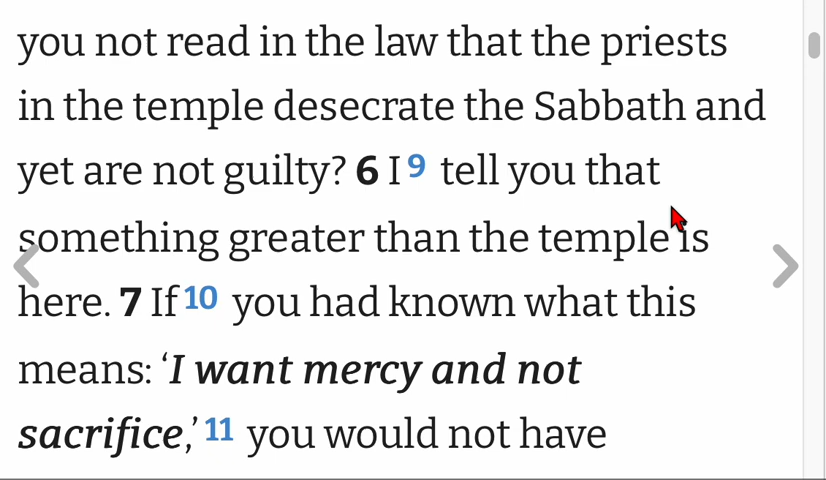 you not read in the law that the priests
in the temple desecrate the Sabbath and
yet are not guilty? 6 I 9 tell you that
something greater than the temple is
here. 7 If 10 you had known what this
means: ‘I want mercy and not
sacrifice,’ 11 you would not have